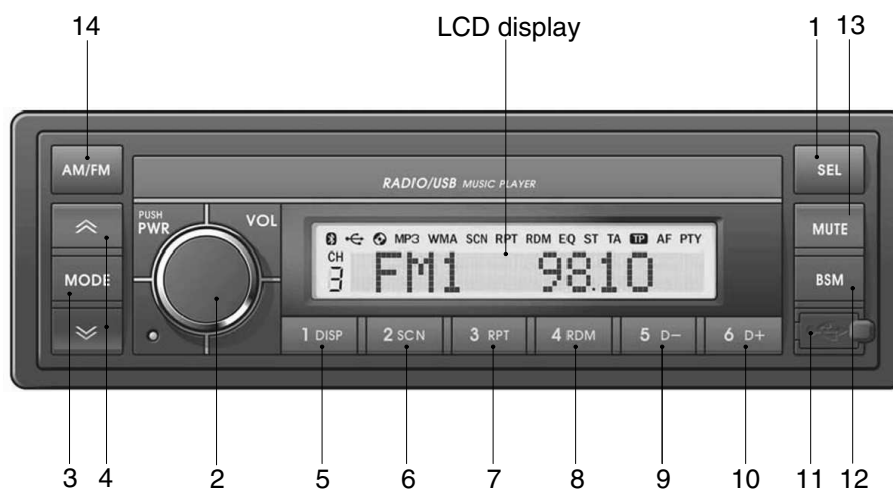 14 LCD display 1 13
AM/FM SEL
RADIO/USB MUSIC PLAYER
PUSH
PWR VOL MUTE
MP3 WMA SCN RPT RDM EQ ST TA TP AF PTY
CH
3 FM1 98.10
MODE BSM
1 DISP 2 SCN 3 RPT 4 RDM 5 D− 6 D+
3 4 2 5 6 7 8 9 10 11 12